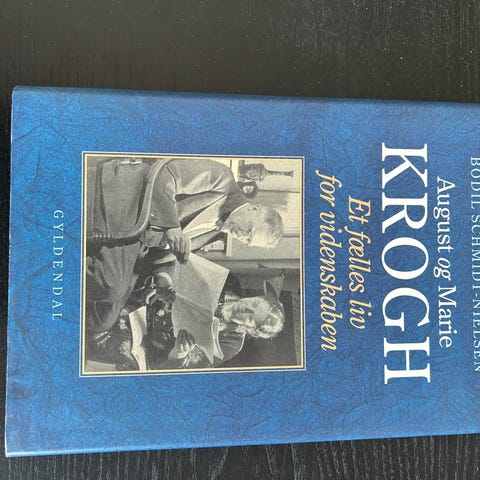 BODIL SCHMIDT-NIELSEN
August og Marie
KROGH
Et fælles liv
for videnskaben
GYLDENDAL